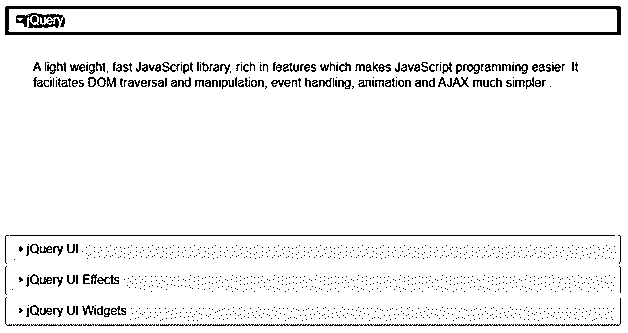 jQuery
A light weight, fast JavaScript library, rich in features which makes JavaScript programming easier. It
facilitates DOM traversal and manipulation, event handling, animation and AJAX much simpler .
jQuery UI
jQuery UI Effects
jQuery UI Widgets